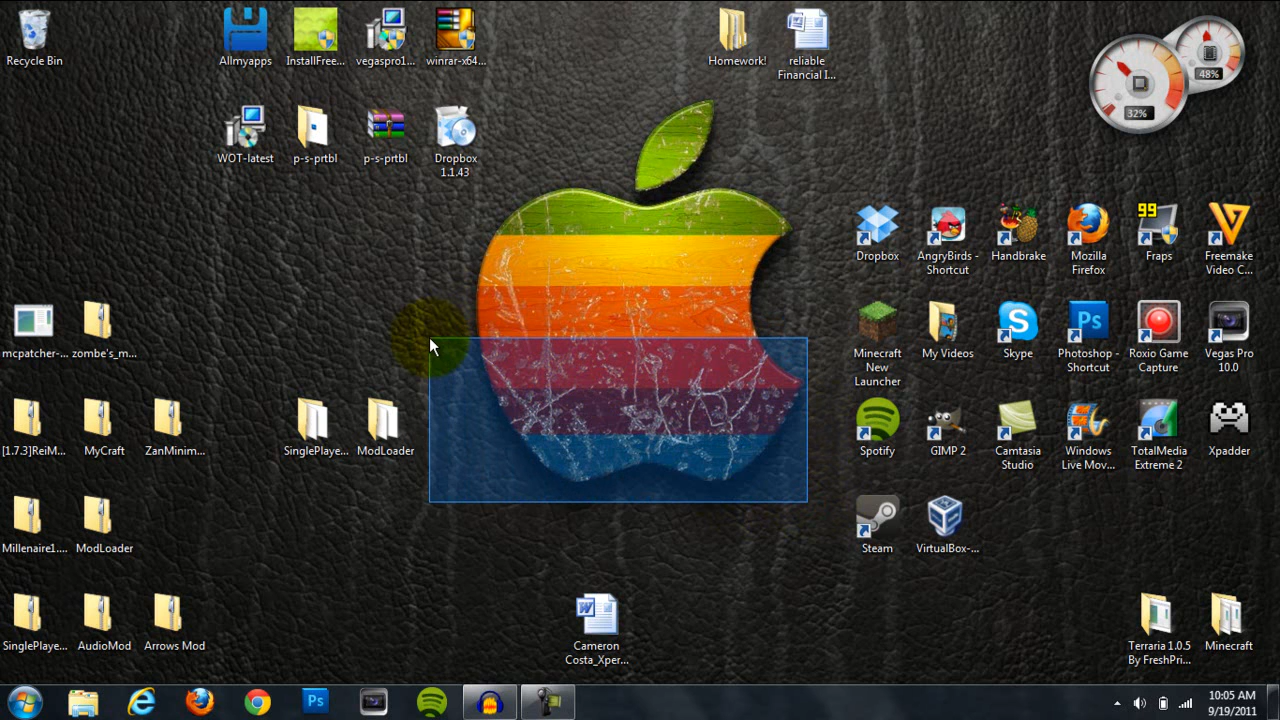 Recycle Bin
Allmyapps
InstallFree...
vegaspro1...
winrar-x64...
Homework!
reliable
Financial I...
48%
32%
WOT-latest
p-s-prtbl
p-s-prtbl
Dropbox
1.1.43
Dropbox
AngryBirds -
Shortcut
Handbrake
Mozilla
Firefox
99
Fraps
Freemake
Video C...
mcpatcher-...
zombe's_m...
Minecraft
New
Launcher
My Videos
Skype
Ps
Photoshop -
Shortcut
Roxio Game
Capture
Vegas Pro
10.0
[1.7.3]ReiM...
MyCraft
ZanMinim...
SinglePlaye...
ModLoader
Spotify
GIMP 2
Camtasia
Studio
Windows
Live Mov...
TotalMedia
Extreme 2
Xpadder
Millenaire1....
ModLoader
Steam
VirtualBox-...
SinglePlaye...
AudioMod
Arrows Mod
Cameron
Costa_Xper...
Terraria 1.0.5
By FreshPri...
Minecraft
Ps
10:05 AM
9/19/2011